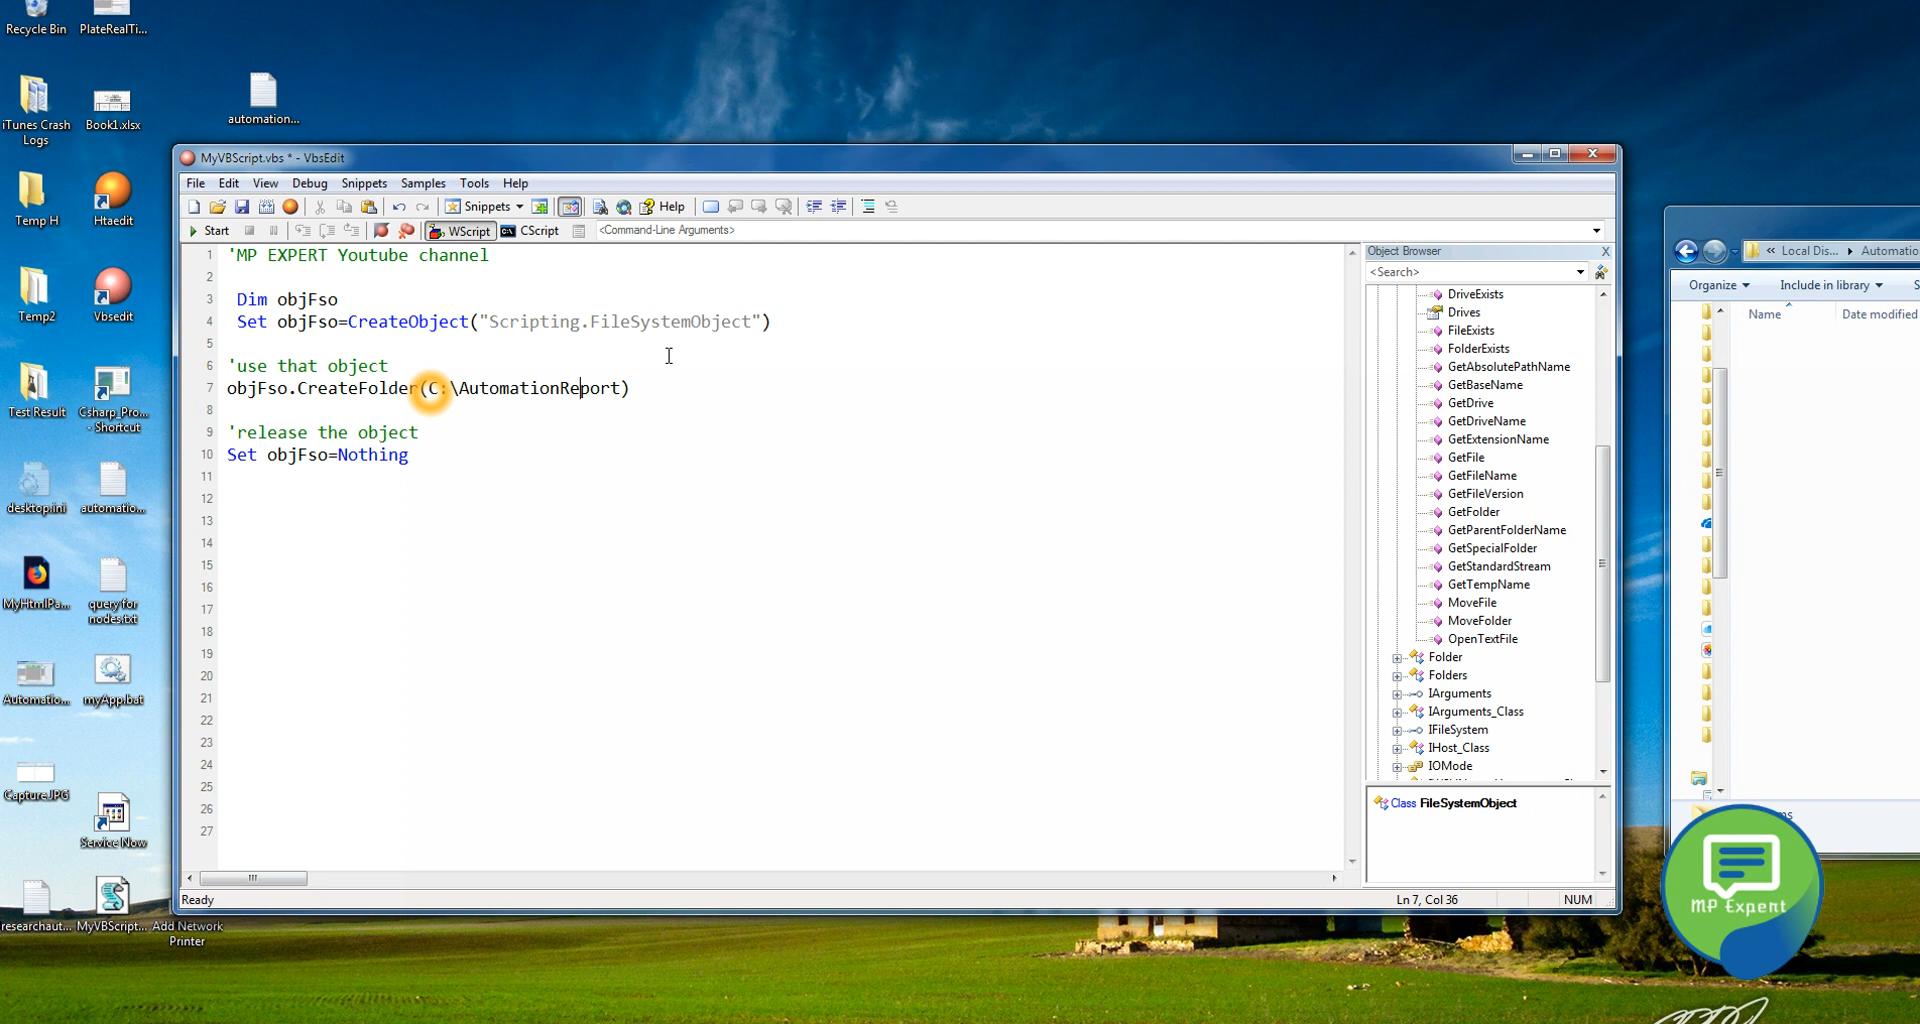 Recycle Bin
PlateRealTi...
iTunes Crash Logs
Book1.xlsx
automation...
Temp H
Htaedit
Temp2
Vbsedit
Test Result
Csharp_Pro... - Shortcut
desktop.ini
automatio...
MyHtmlPa...
query for nodes.txt
Automatio...
myApp.bat
Capture.JPG
Service Now
researchaut...
MyVBScript...
Add Network Printer
MyVBScript.vbs * - VbsEdit
File Edit View Debug Snippets Samples Tools Help
Snippets Help
Start WScript CScript <Command-Line Arguments>
1 'MP EXPERT Youtube channel
2
3 Dim objFso
4 Set objFso=CreateObject("Scripting.FileSystemObject")
5
6 'use that object
7 objFso.CreateFolder(C:\AutomationReport)
8
9 'release the object
10 Set objFso=Nothing
11
12
13
14
15
16
17
18
19
20
21
22
23
24
25
26
27
Ready
Ln 7, Col 36
NUM
Object Browser
<Search>
DriveExists
Drives
FileExists
FolderExists
GetAbsolutePathName
GetBaseName
GetDrive
GetDriveName
GetExtensionName
GetFile
GetFileName
GetFileVersion
GetFolder
GetParentFolderName
GetSpecialFolder
GetStandardStream
GetTempName
MoveFile
MoveFolder
OpenTextFile
Folder
Folders
IArguments
IArguments_Class
IFileSystem
IHost_Class
IOMode
Class FileSystemObject
« Local Dis... Automatio
Organize Include in library S
Name Date modified
MP Expert